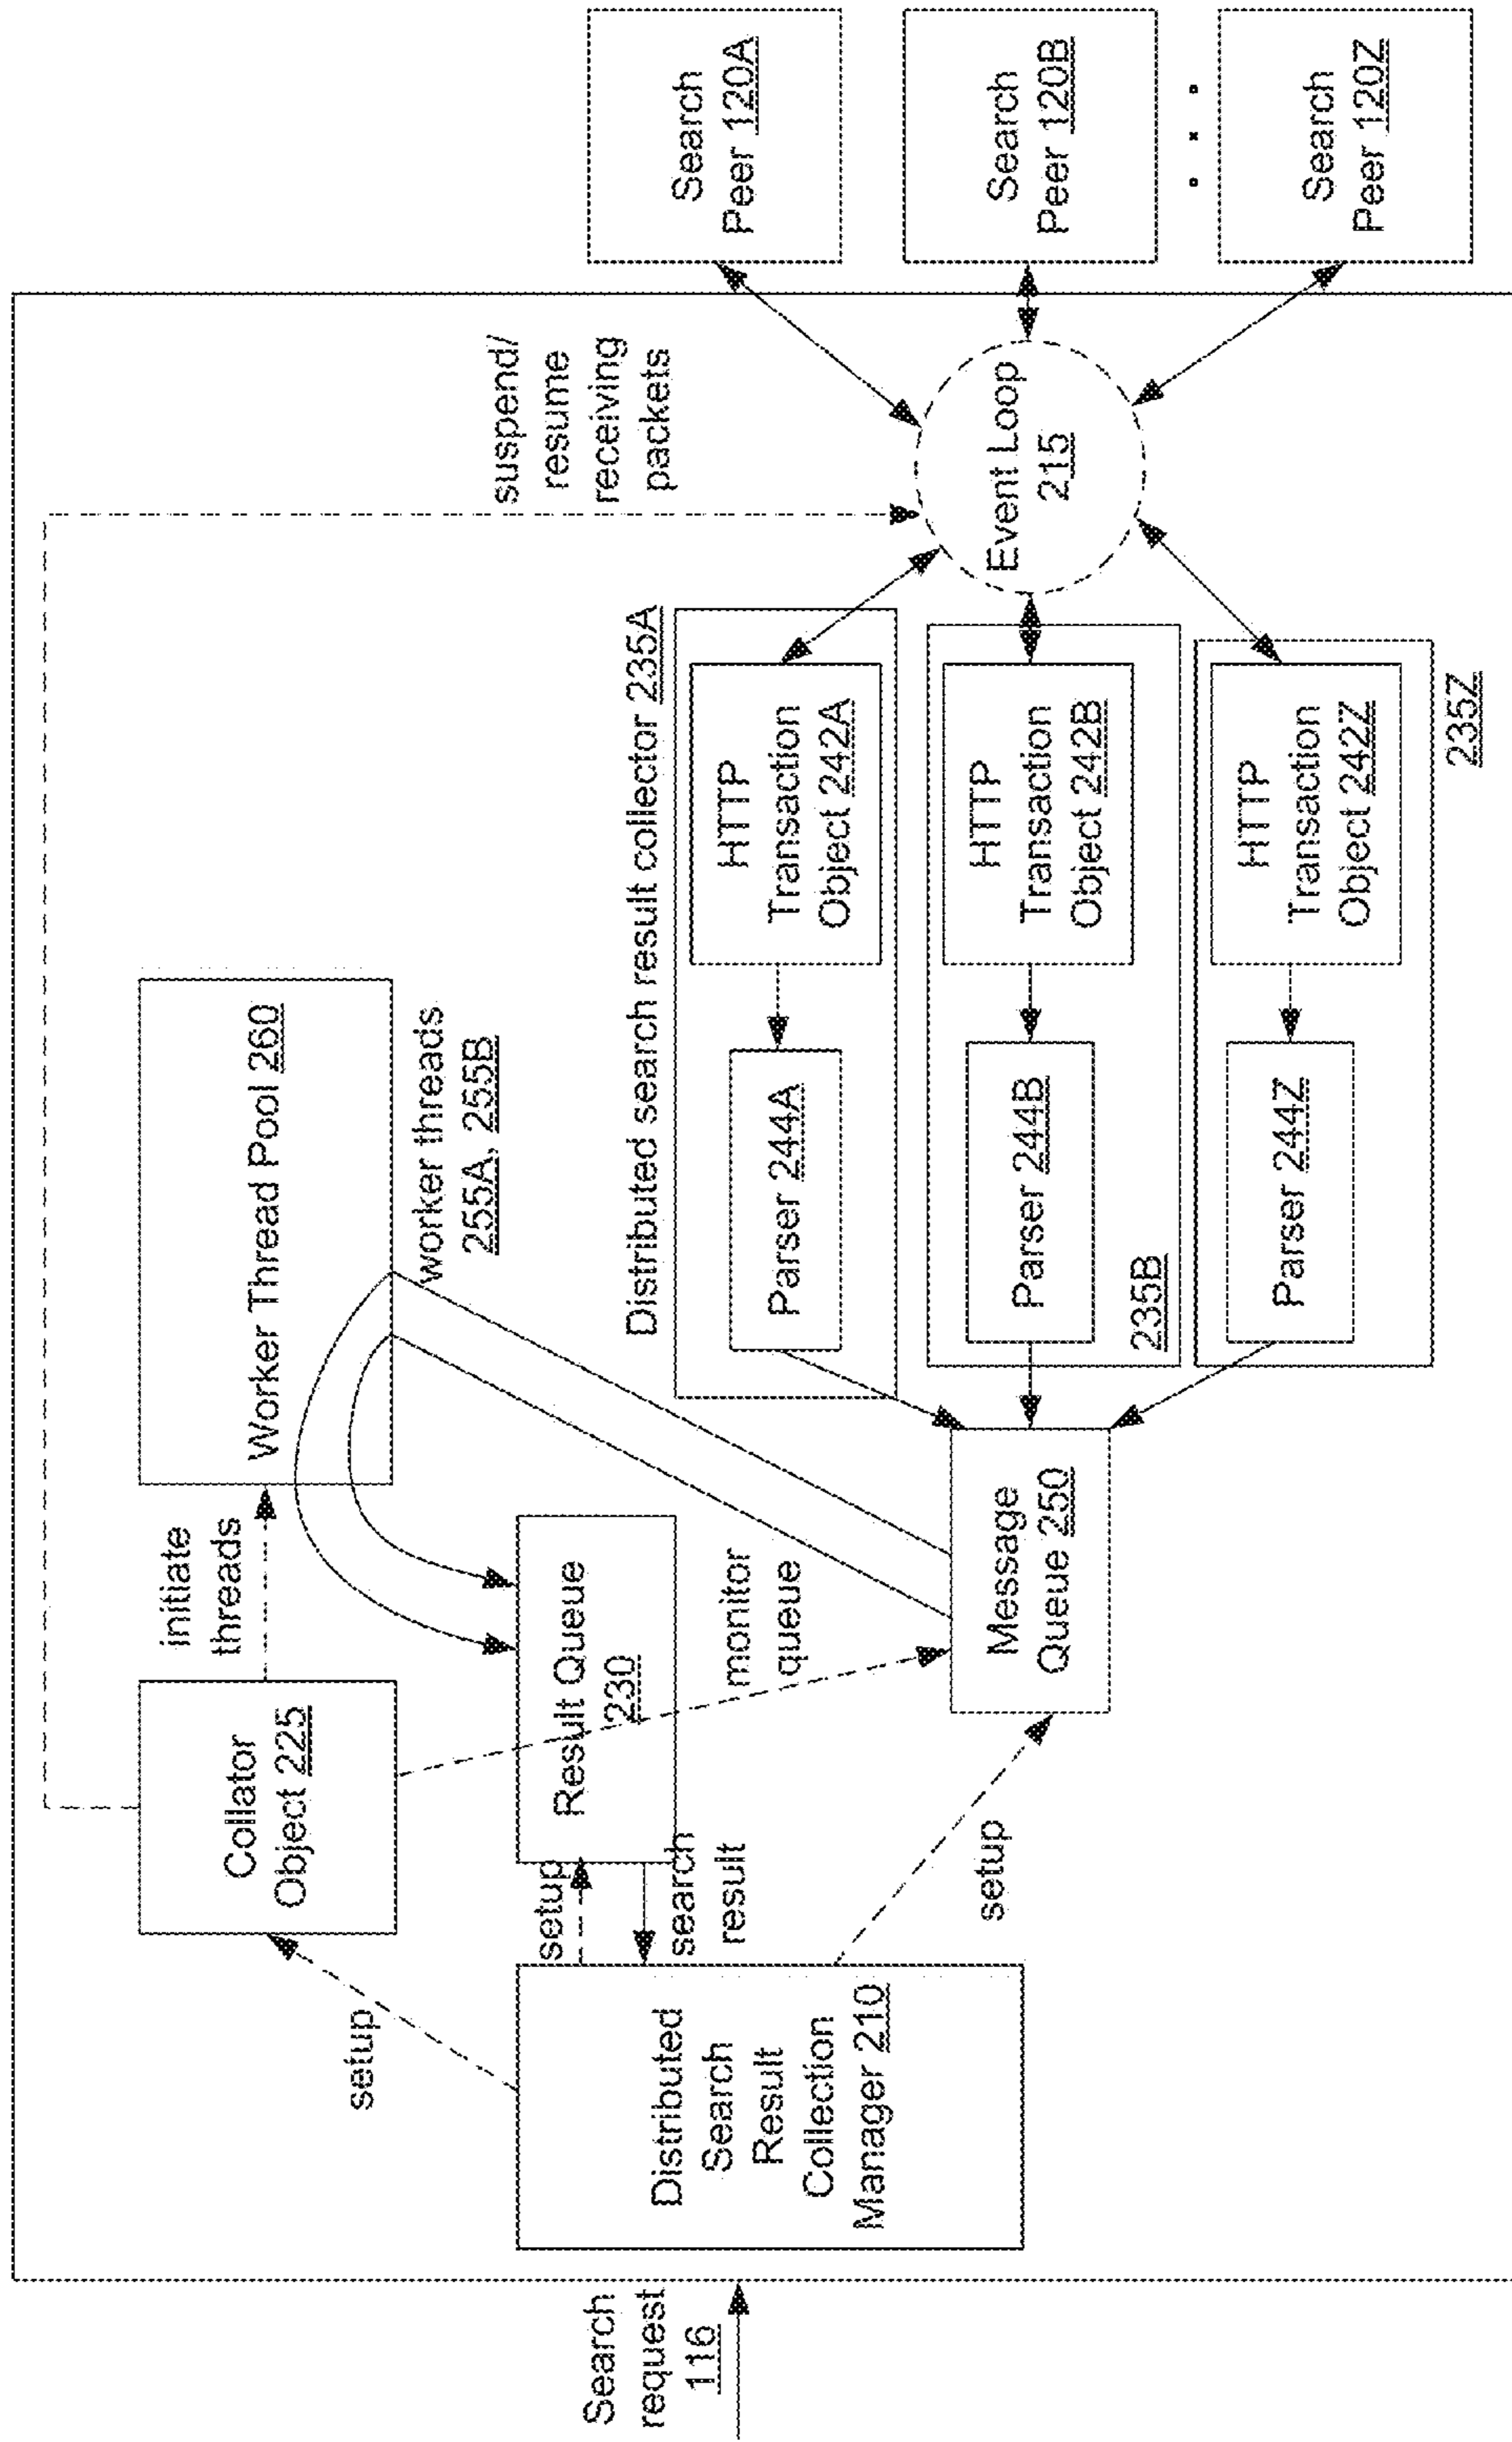 Search
request
116
Distributed
Search
Result
Collection
Manager 210
setup
setup
search
result
setup
Collator
Object 225
initiate
threads
Worker Thread Pool 260
worker threads
255A, 255B
Result Queue
230
monitor
queue
Message
Queue 250
suspend/
resume
receiving
packets
Distributed search result collector 235A
Parser 244A
HTTP
Transaction
Object 242A
235B
Parser 244B
HTTP
Transaction
Object 242B
Parser 244Z
HTTP
Transaction
Object 242Z
235Z
Event Loop
215
Search
Peer 120A
Search
Peer 120B
Search
Peer 120Z